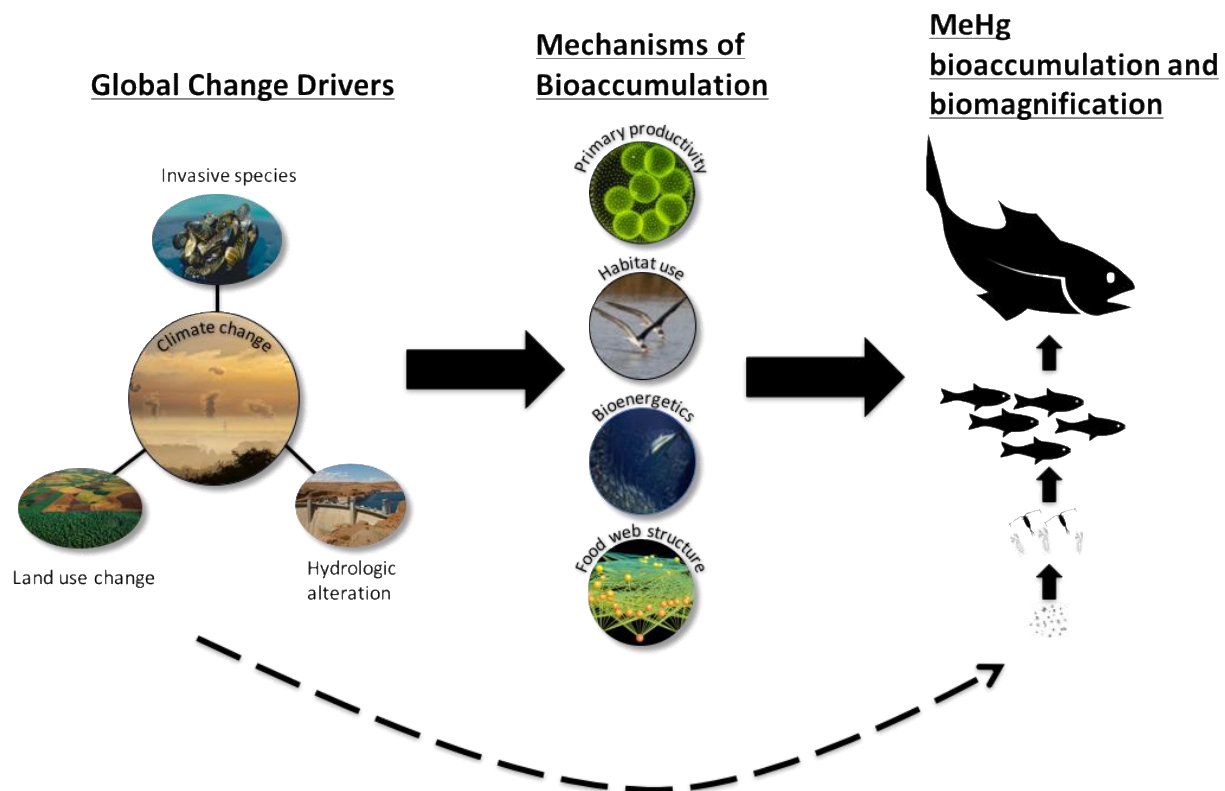 Global Change Drivers
Invasive species
Climate change
Land use change
Hydrologic
alteration
Mechanisms of
Bioaccumulation
Primary productivity
Habitat use
Bioenergetics
Food web structure
MeHg
bioaccumulation and
biomagnification